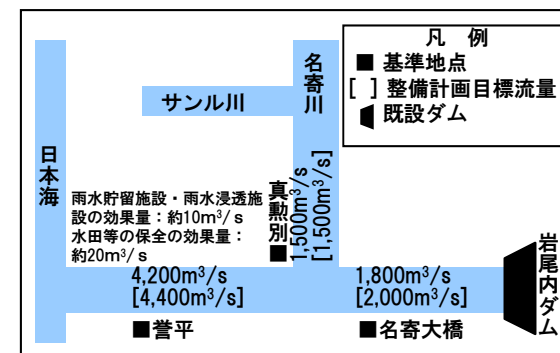 凡 例
■ 基準地点
[ ] 整備計画目標流量
既設ダム
名寄川
サンル川
日本海
雨水貯留施設・雨水浸透施
設の効果量：約10m³/s
水田等の保全の効果量：
約20m³/s
真勲別■
1,500m³/s
[1,500m³/s]
4,200m³/s
[4,400m³/s]
■誉平
1,800m³/s
[2,000m³/s]
■名寄大橋
岩尾内ダム